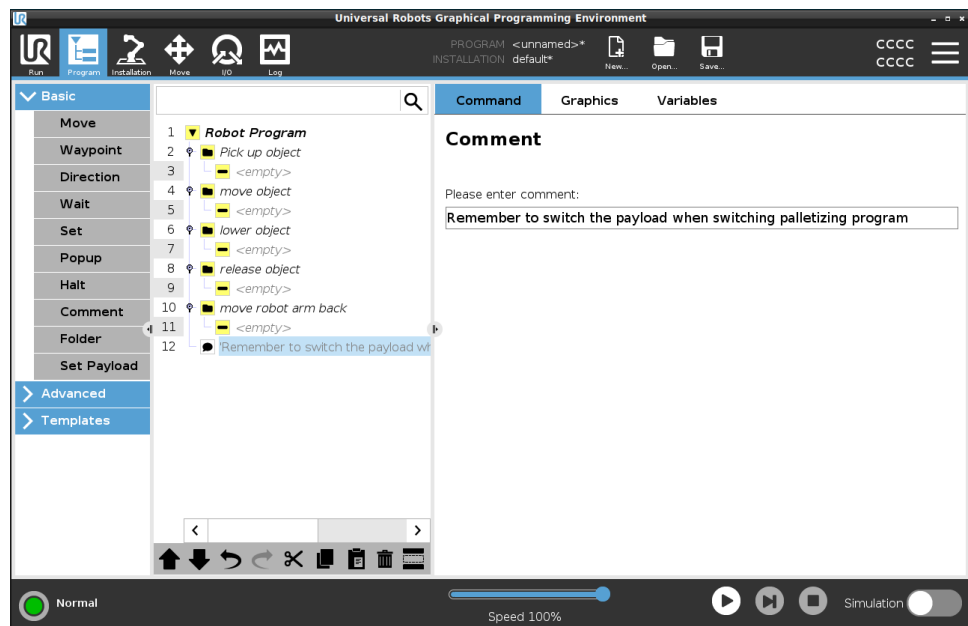 Universal Robots Graphical Programming Environment
PROGRAM <unnamed>*
INSTALLATION default*
Run Program Installation Move I/O Log New... Open... Save...
CCCC
CCCC
Basic
Move
Waypoint
Direction
Wait
Set
Popup
Halt
Comment
Folder
Set Payload
Advanced
Templates
1 Robot Program
2 Pick up object
3 <empty>
4 move object
5 <empty>
6 lower object
7 <empty>
8 release object
9 <empty>
10 move robot arm back
11 <empty>
12 'Remember to switch the payload wh
Command Graphics Variables
Comment
Please enter comment:
Remember to switch the payload when switching palletizing program
Normal
Speed 100%
Simulation